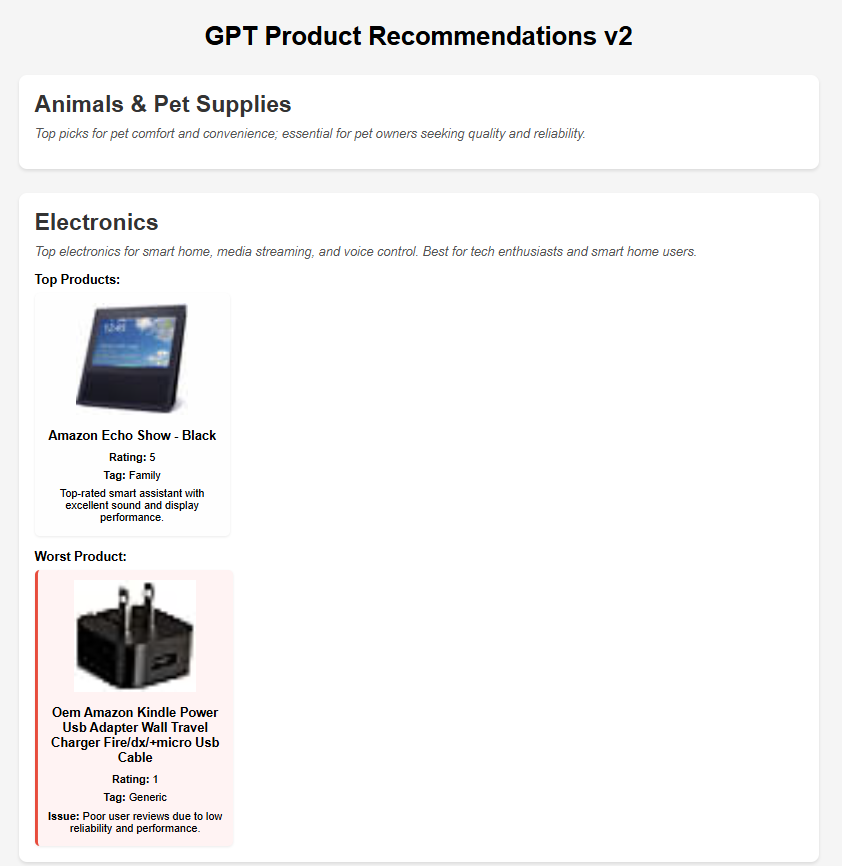 GPT Product Recommendations v2
Animals & Pet Supplies
Top picks for pet comfort and convenience; essential for pet owners seeking quality and reliability.
Electronics
Top electronics for smart home, media streaming, and voice control. Best for tech enthusiasts and smart home users.
Top Products:
12:45
Amazon Echo Show - Black
Rating: 5
Tag: Family
Top-rated smart assistant with
excellent sound and display
performance.
Worst Product:
Oem Amazon Kindle Power
Usb Adapter Wall Travel
Charger Fire/dx/+micro Usb
Cable
Rating: 1
Tag: Generic
Issue: Poor user reviews due to low
reliability and performance.